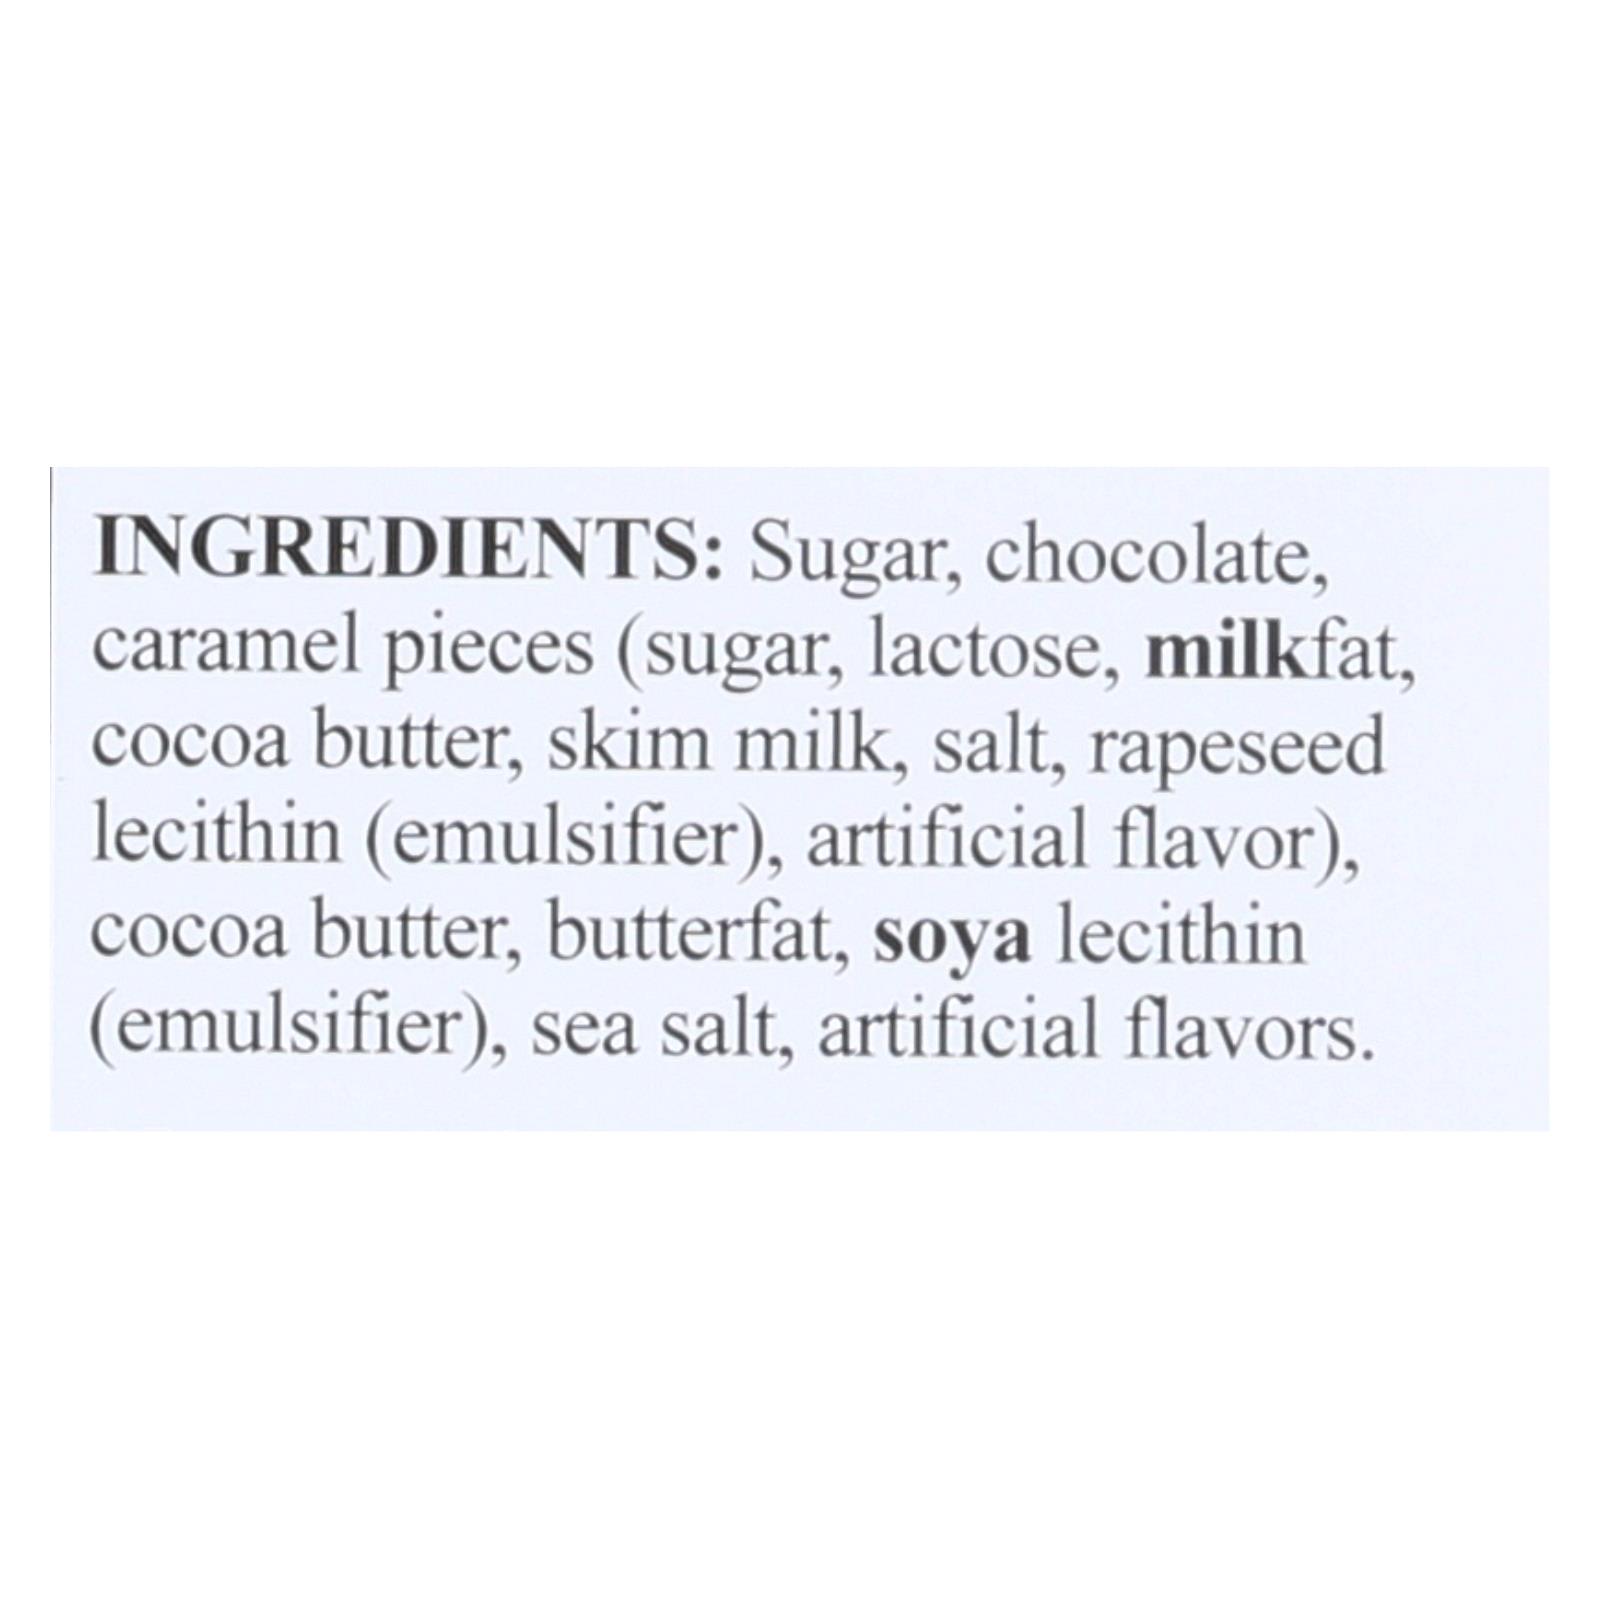 INGREDIENTS: Sugar, chocolate,
caramel pieces (sugar, lactose, milkfat,
cocoa butter, skim milk, salt, rapeseed
lecithin (emulsifier), artificial flavor),
cocoa butter, butterfat, soya lecithin
(emulsifier), sea salt, artificial flavors.